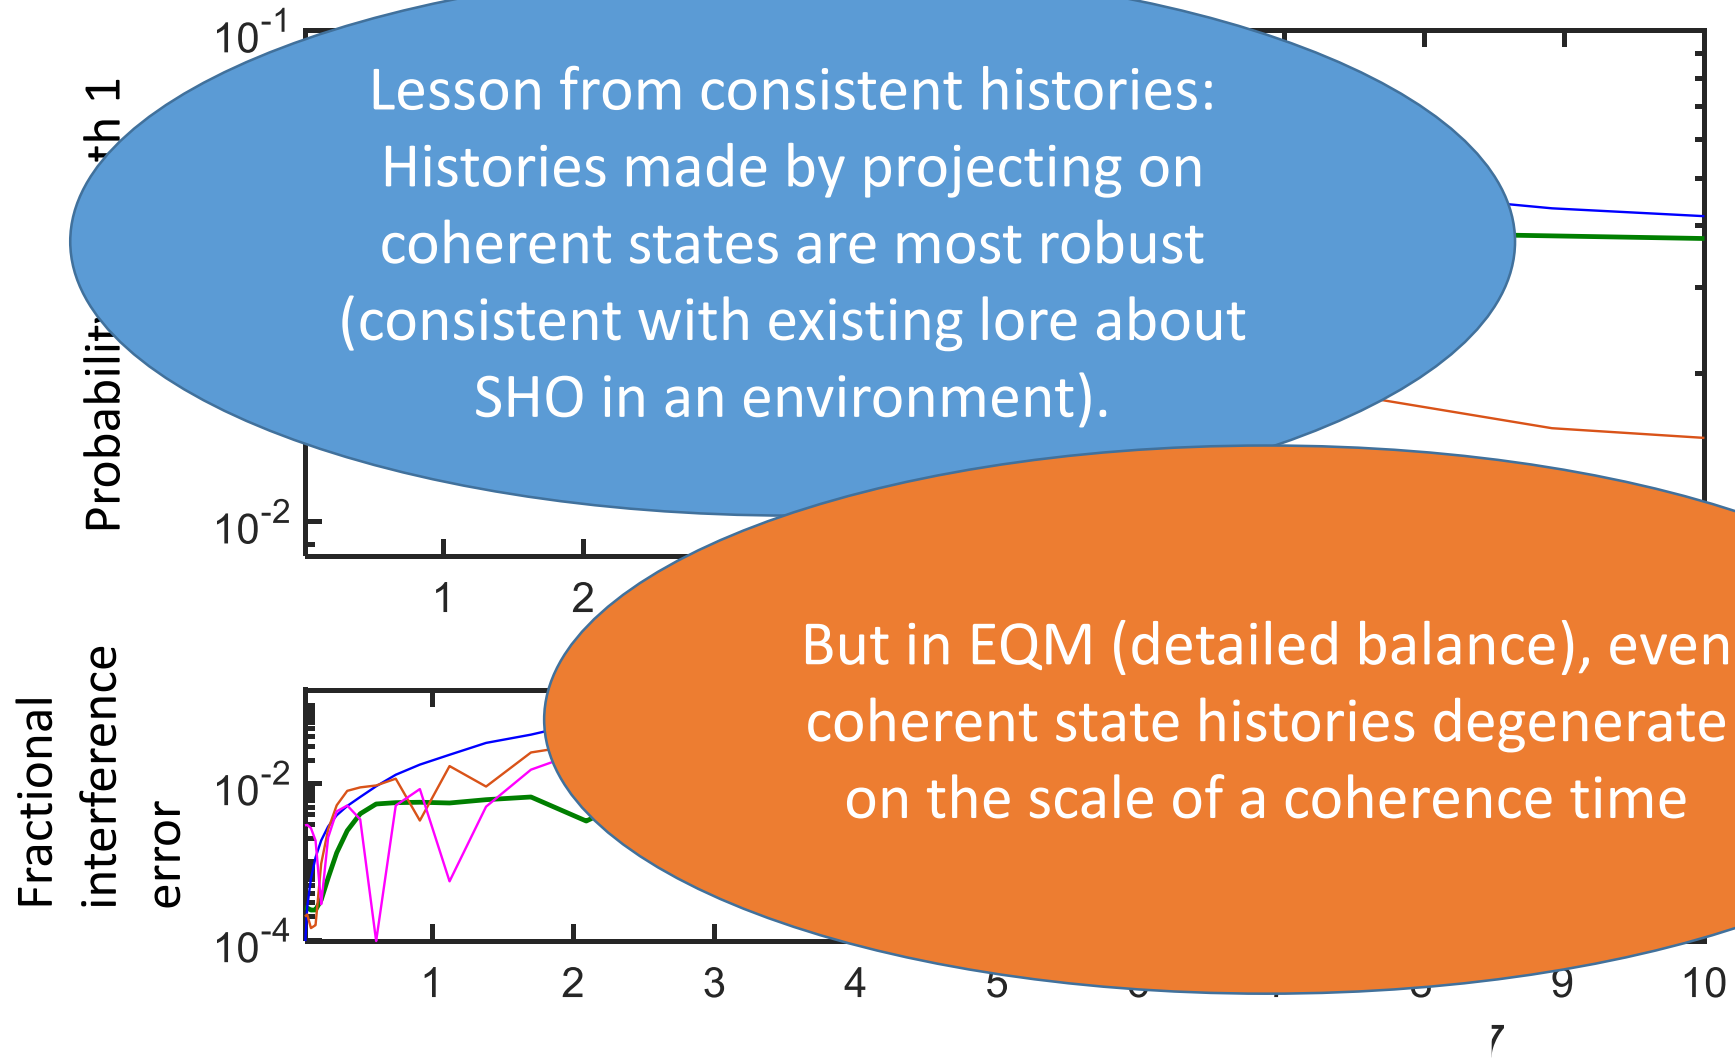 10-1
Lesson from consistent histories:
Histories made by projecting on
coherent states are most robust
(consistent with existing lore about
SHO in an environment).
10-2
1 2
But in EQM (detailed balance), even
coherent state histories degenerate
on the scale of a coherence time
Fractional
interference
error
10-2
10-4
1 2 3 4 5 9 10